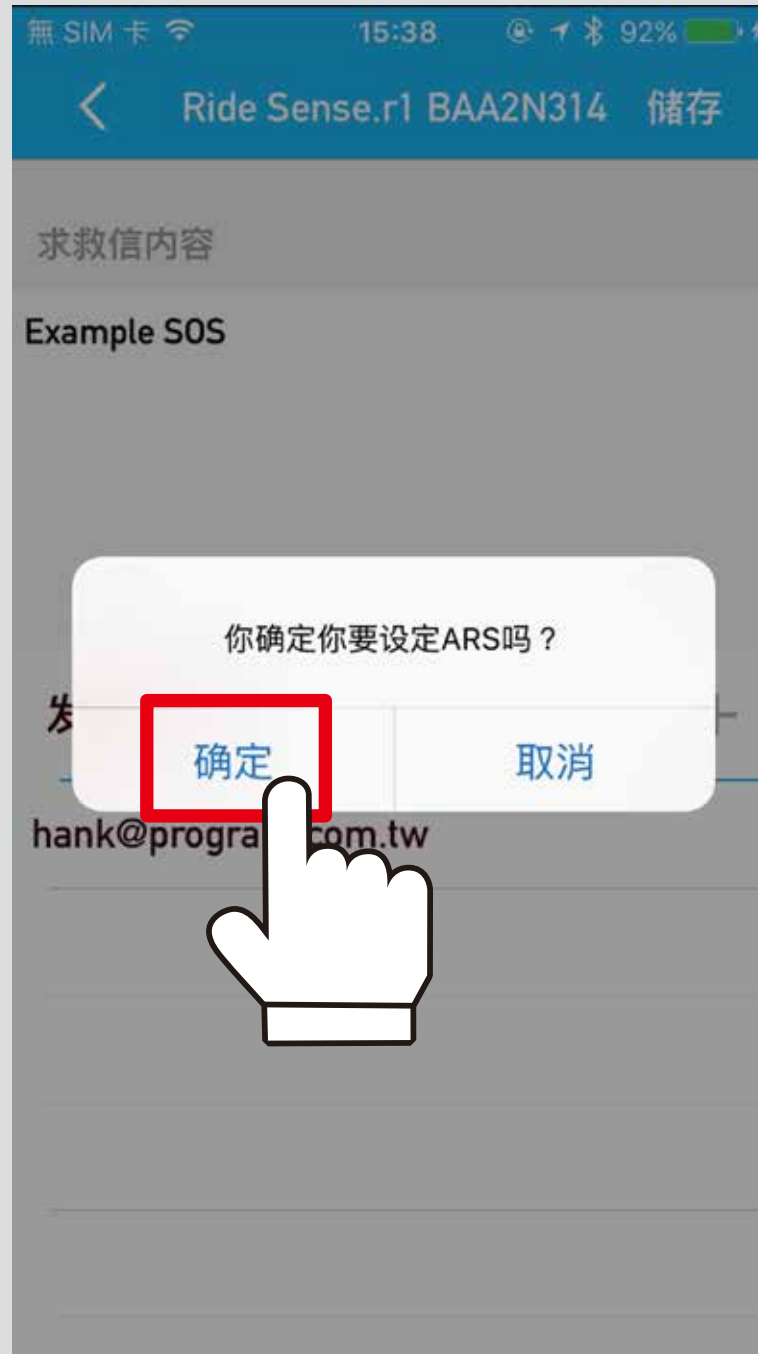 無 SIM 卡 15:38 92%
Ride Sense.r1 BAA2N314 储存
求救信内容
Example SOS
你确定你要设定ARS吗？
发
确定 取消
hank@progra com.tw